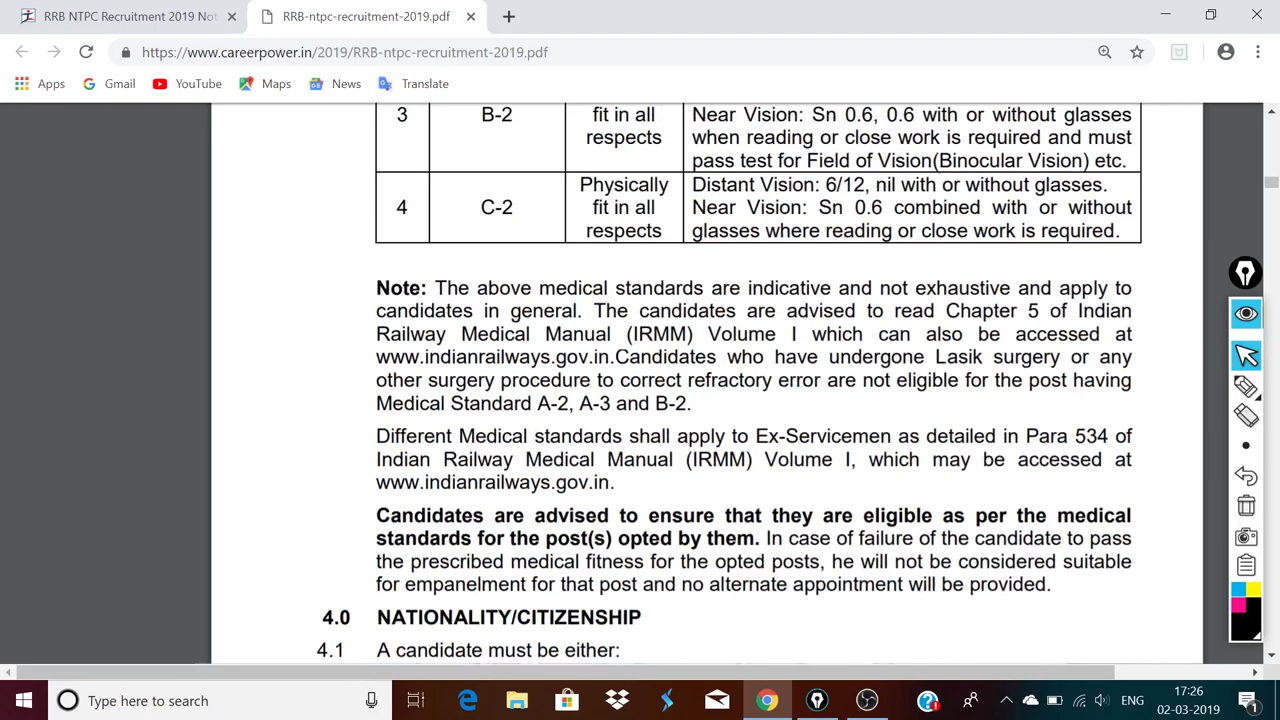 RRB NTPC Recruitment 2019 Not
RRB-ntpc-recruitment-2019.pdf
https://www.careerpower.in/2019/RRB-ntpc-recruitment-2019.pdf
Apps Gmail YouTube Maps News Translate
3 B-2 fit in all respects Near Vision: Sn 0.6, 0.6 with or without glasses
when reading or close work is required and must
pass test for Field of Vision(Binocular Vision) etc.
4 C-2 Physically fit in all respects Distant Vision: 6/12, nil with or without glasses.
Near Vision: Sn 0.6 combined with or without
glasses where reading or close work is required.
Note: The above medical standards are indicative and not exhaustive and apply to
candidates in general. The candidates are advised to read Chapter 5 of Indian
Railway Medical Manual (IRMM) Volume I which can also be accessed at
www.indianrailways.gov.in.Candidates who have undergone Lasik surgery or any
other surgery procedure to correct refractory error are not eligible for the post having
Medical Standard A-2, A-3 and B-2.
Different Medical standards shall apply to Ex-Servicemen as detailed in Para 534 of
Indian Railway Medical Manual (IRMM) Volume I, which may be accessed at
www.indianrailways.gov.in.
Candidates are advised to ensure that they are eligible as per the medical
standards for the post(s) opted by them. In case of failure of the candidate to pass
the prescribed medical fitness for the opted posts, he will not be considered suitable
for empanelment for that post and no alternate appointment will be provided.
4.0 NATIONALITY/CITIZENSHIP
4.1 A candidate must be either:
Type here to search
ENG
17:26
02-03-2019
1